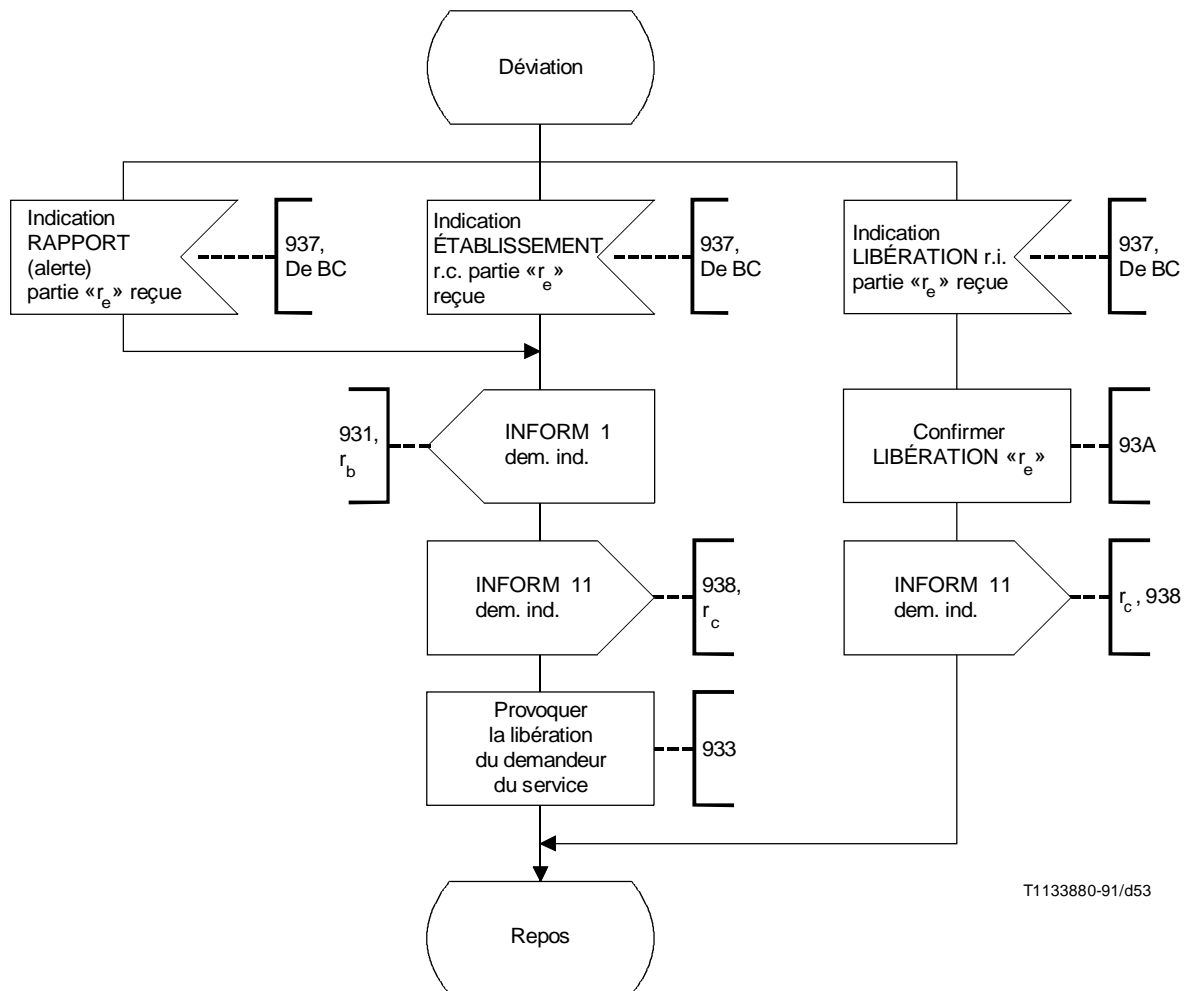 Déviation
Indication
RAPPORT
(alerte)
partie «re» reçue
937,
De BC
Indication
ÉTABLISSEMENT
r.c. partie «re»
reçue
937,
De BC
Indication
LIBÉRATION r.i.
partie «re» reçue
937,
De BC
931,
rb
INFORM 1
dem. ind.
Confirmer
LIBÉRATION «re»
93A
INFORM 11
dem. ind.
938,
rc
INFORM 11
dem. ind.
rc , 938
Provoquer
la libération
du demandeur
du service
933
T1133880-91/d53
Repos